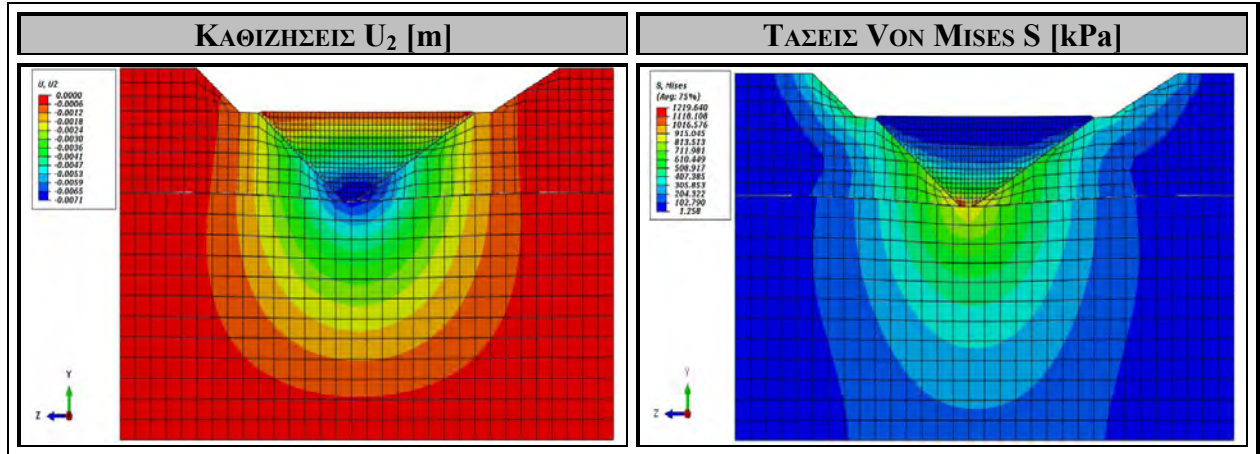 ΚΑΘΙΖΗΣΕΙΣ U2 [m]
ΤΑΣΕΙΣ VON MISES S [kPa]
U, U2
0.0000
-0.0006
-0.0012
-0.0018
-0.0024
-0.0030
-0.0036
-0.0041
-0.0047
-0.0053
-0.0059
-0.0065
-0.0071
Y
Z
S, Mises
(Avg: 75%)
1219.640
1118.108
1016.576
915.045
813.513
711.981
610.449
508.917
407.385
305.853
204.322
102.790
1.258
Y
Z